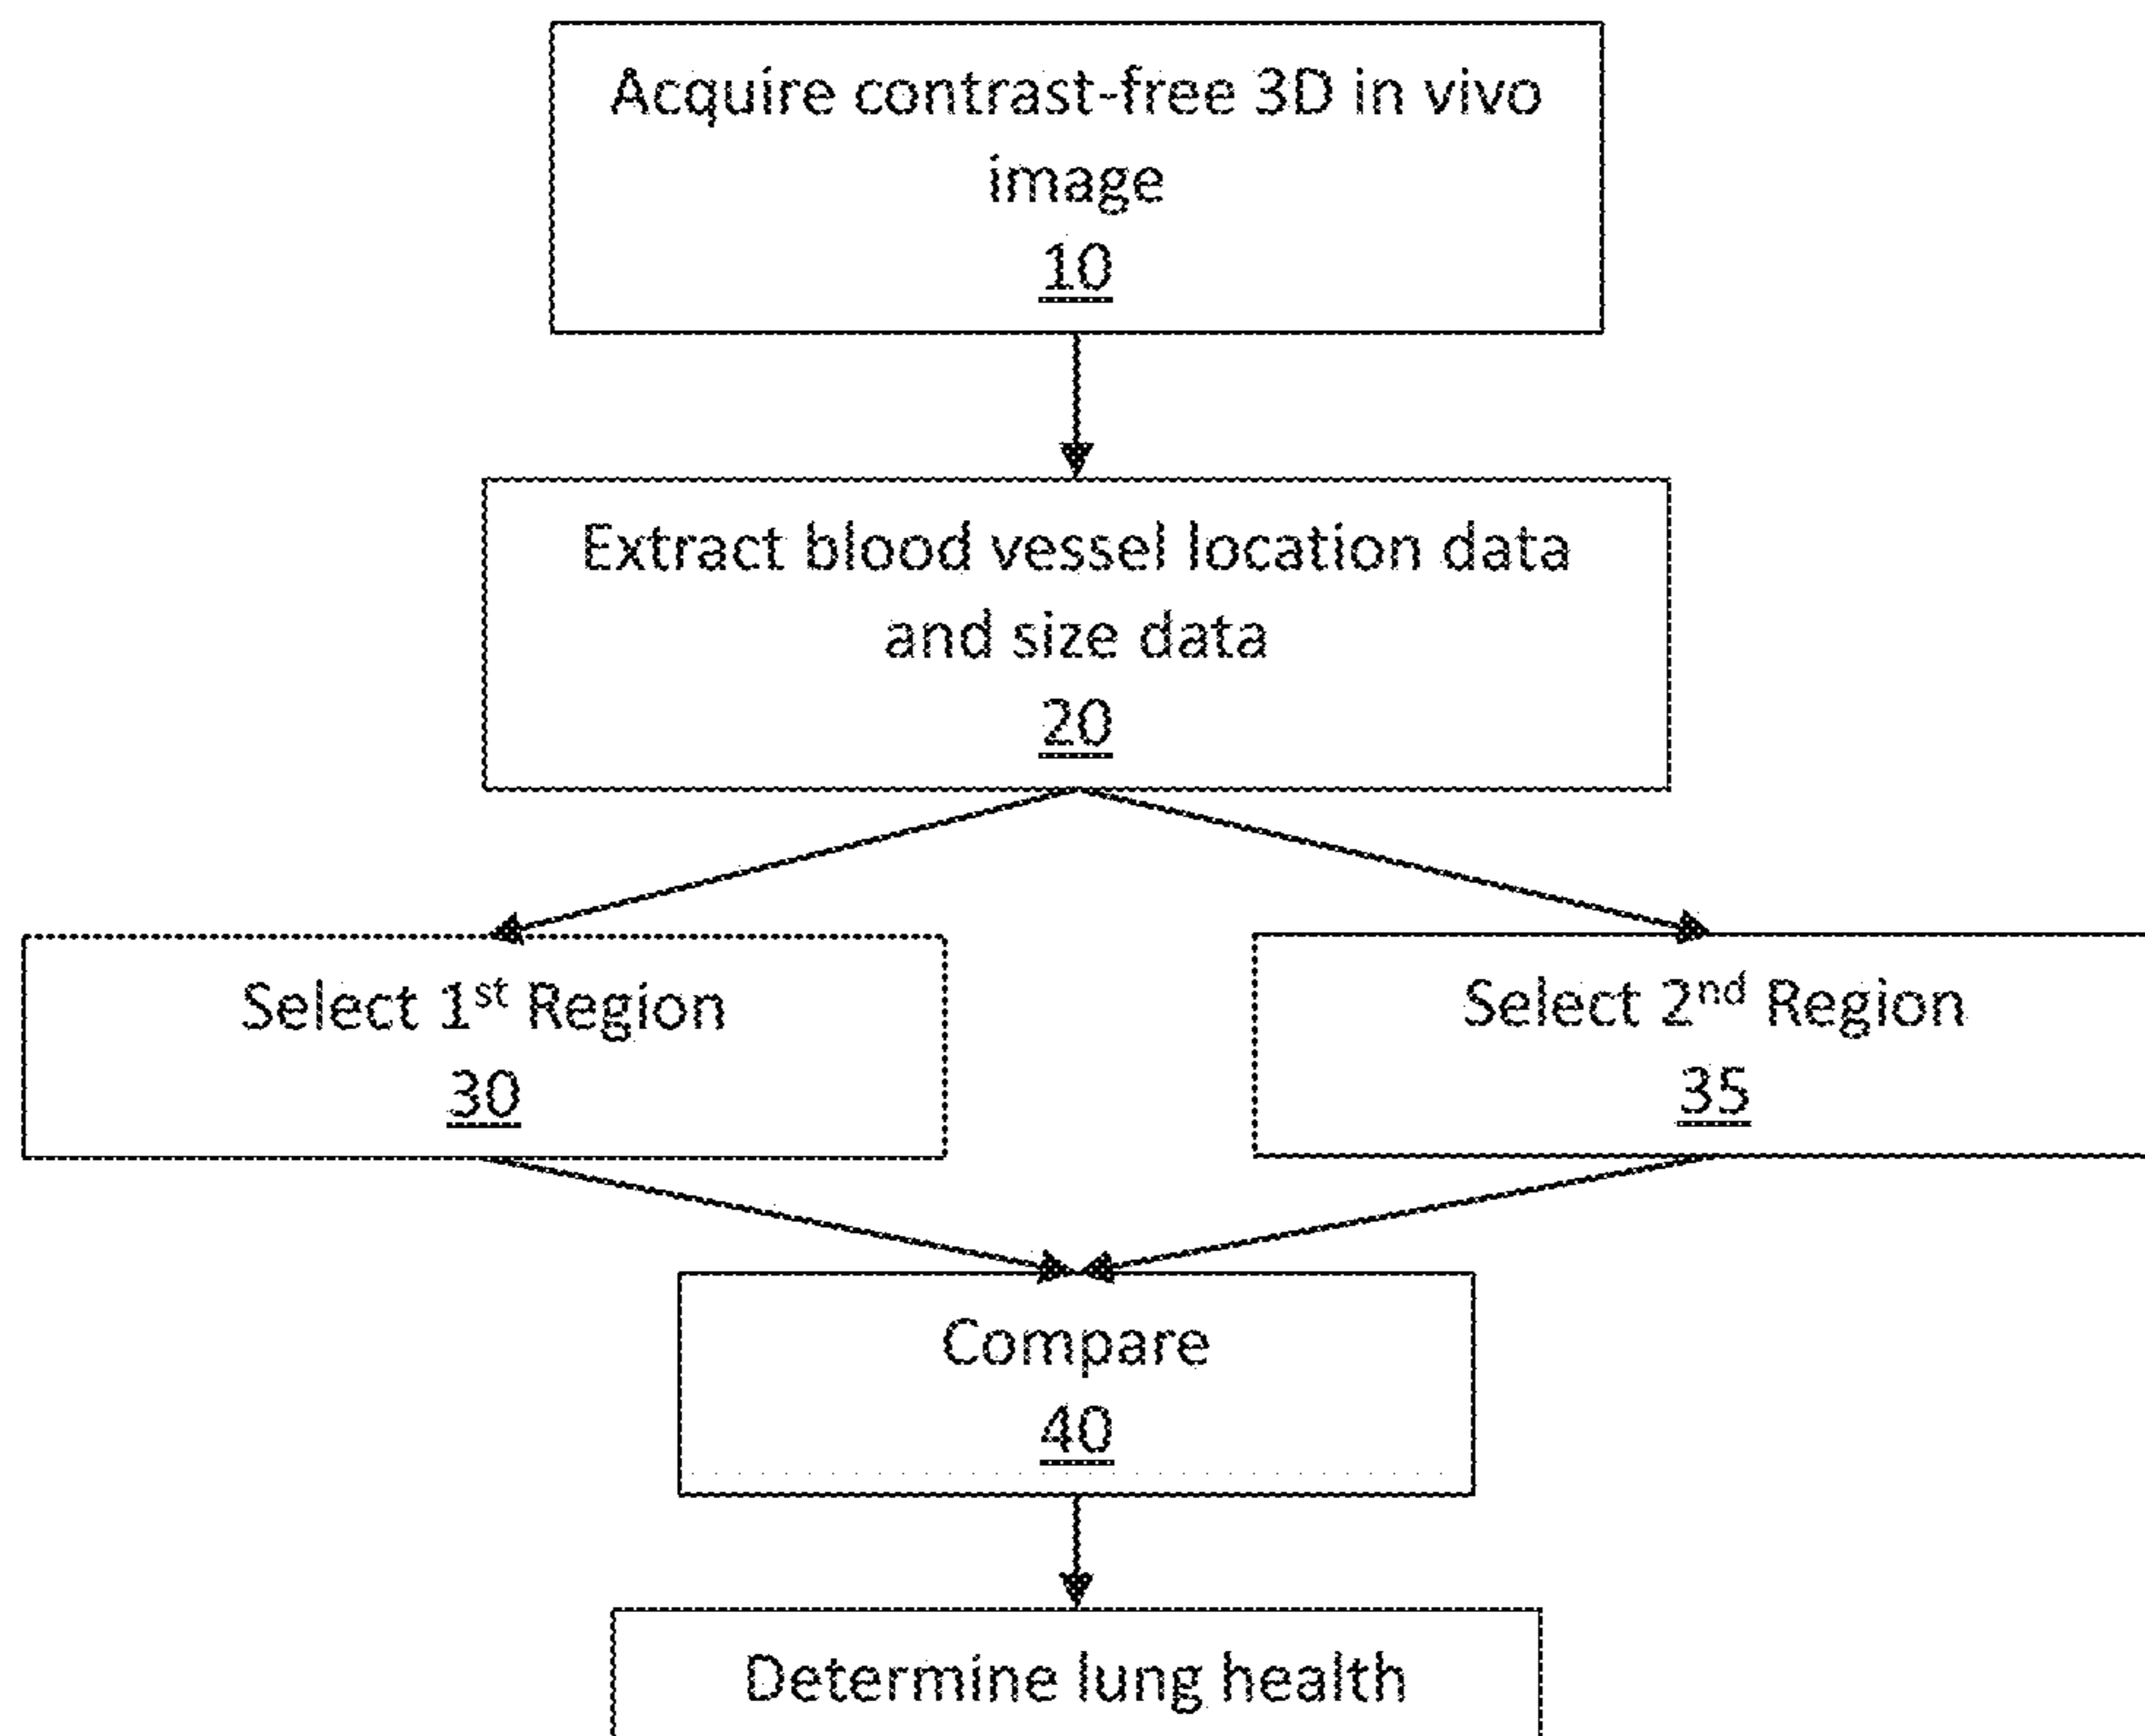 Acquire contrast-free 3D in vivo
image
10
Extract blood vessel location data
and size data
20
Select 1st Region
30
Select 2nd Region
35
Compare
40
Determine lung health